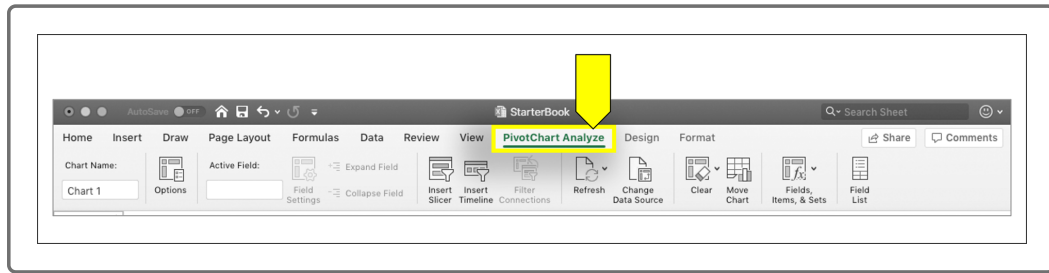 AutoSave OFF StarterBook Search Sheet
Home Insert Draw Page Layout Formulas Data Review View PivotChart Analyze Design Format Share Comments
Chart Name: Active Field: Expand Field
Chart 1 Options Field Settings Collapse Field Insert Slicer Insert Timeline Filter Connections Refresh Change Data Source Clear Move Chart Fields, Items, & Sets Field List